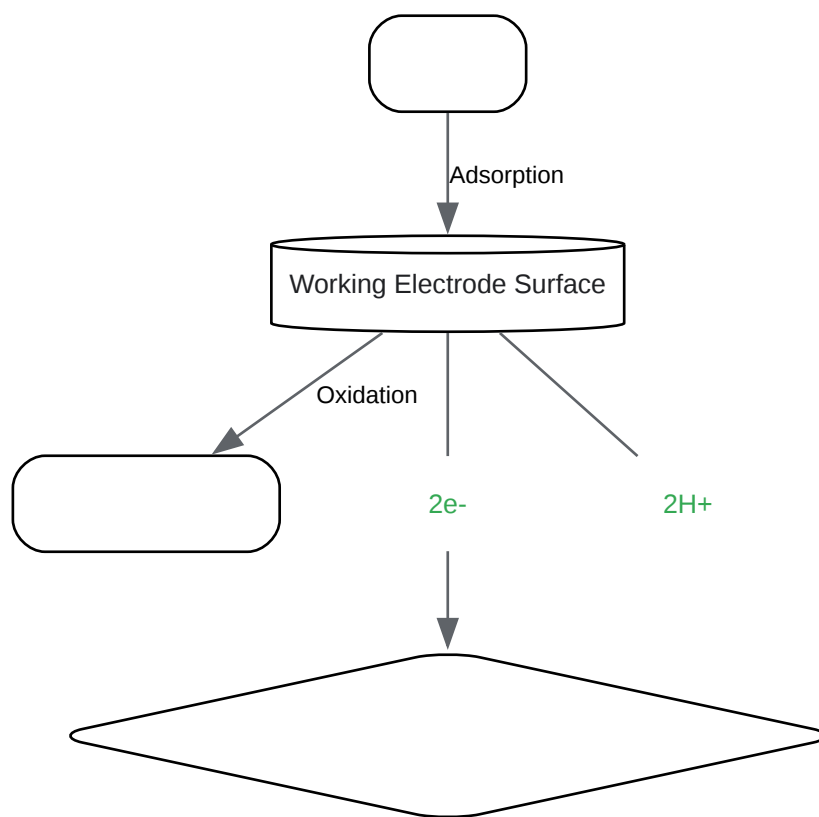 Adsorption
Working Electrode Surface
Oxidation
2e-
2H+